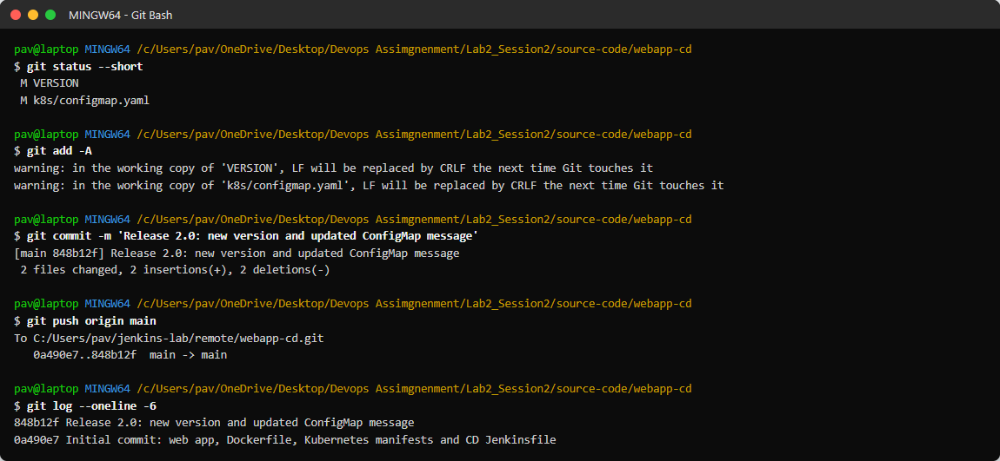 MINGW64 - Git Bash
pav@laptop MINGW64 /c/Users/pav/OneDrive/Desktop/Devops Assimgnenment/Lab2_Session2/source-code/webapp-cd
$ git status --short
 M VERSION
 M k8s/configmap.yaml
pav@laptop MINGW64 /c/Users/pav/OneDrive/Desktop/Devops Assimgnenment/Lab2_Session2/source-code/webapp-cd
$ git add -A
warning: in the working copy of 'VERSION', LF will be replaced by CRLF the next time Git touches it
warning: in the working copy of 'k8s/configmap.yaml', LF will be replaced by CRLF the next time Git touches it
pav@laptop MINGW64 /c/Users/pav/OneDrive/Desktop/Devops Assimgnenment/Lab2_Session2/source-code/webapp-cd
$ git commit -m 'Release 2.0: new version and updated ConfigMap message'
[main 848b12f] Release 2.0: new version and updated ConfigMap message
 2 files changed, 2 insertions(+), 2 deletions(-)
pav@laptop MINGW64 /c/Users/pav/OneDrive/Desktop/Devops Assimgnenment/Lab2_Session2/source-code/webapp-cd
$ git push origin main
To C:/Users/pav/jenkins-lab/remote/webapp-cd.git
   0a490e7..848b12f  main -> main
pav@laptop MINGW64 /c/Users/pav/OneDrive/Desktop/Devops Assimgnenment/Lab2_Session2/source-code/webapp-cd
$ git log --oneline -6
848b12f Release 2.0: new version and updated ConfigMap message
0a490e7 Initial commit: web app, Dockerfile, Kubernetes manifests and CD Jenkinsfile